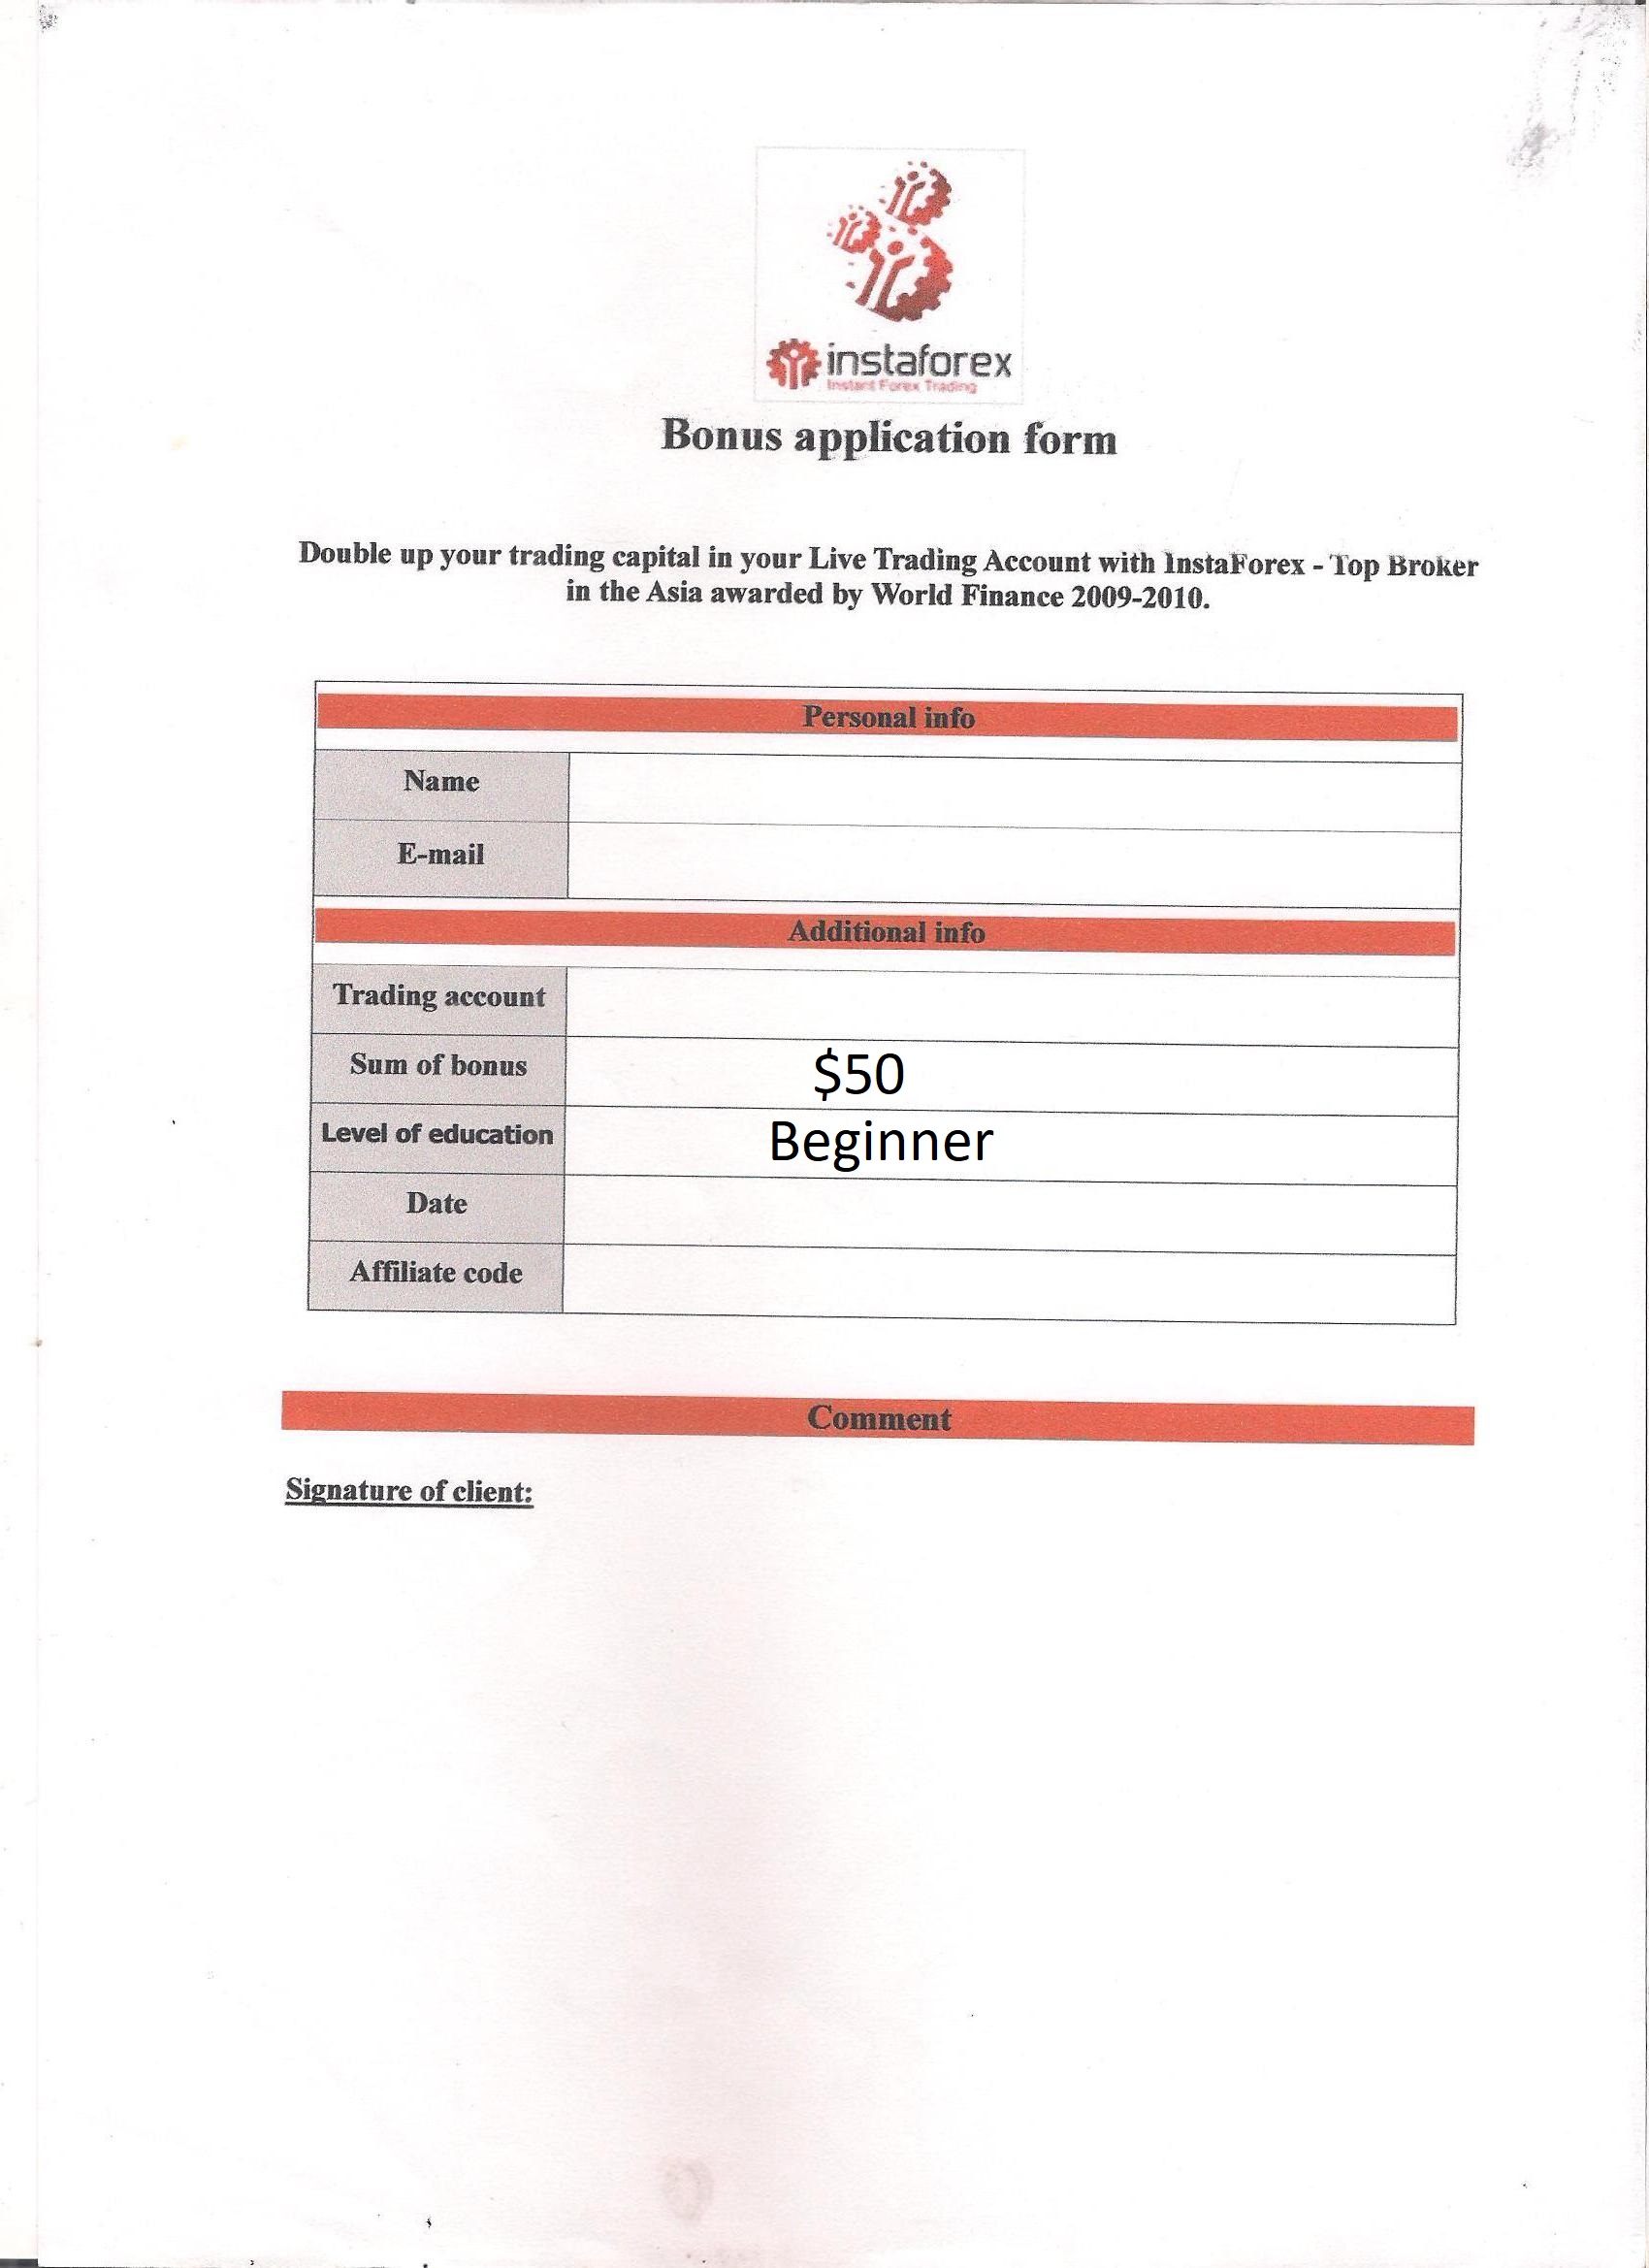 instaforex
Instant Forex Trading
Bonus application form
Double up your trading capital in your Live Trading Account with InstaForex - Top Broker
in the Asia awarded by World Finance 2009-2010.
Personal info
Name
E-mail
Additional info
Trading account
Sum of bonus $50
Level of education Beginner
Date
Affiliate code
Comment
Signature of client: